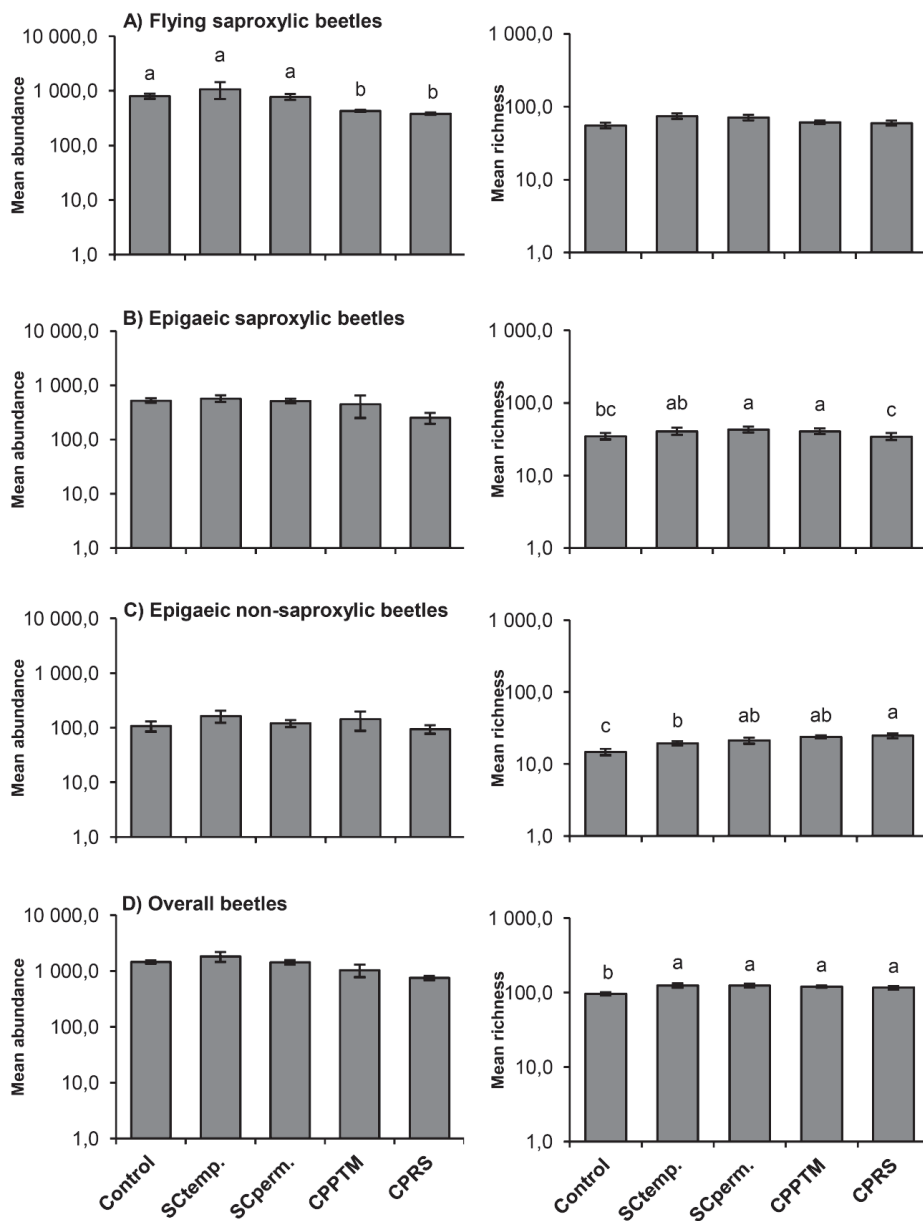 A) Flying saproxylic beetles
Mean abundance
10 000,0
1 000,0
100,0
10,0
1,0
a a a b b
Mean richness
1 000,0
100,0
10,0
1,0
B) Epigaeic saproxylic beetles
Mean abundance
10 000,0
1 000,0
100,0
10,0
1,0
Mean richness
1 000,0
100,0
10,0
1,0
bc ab a a c
C) Epigaeic non-saproxylic beetles
Mean abundance
10 000,0
1 000,0
100,0
10,0
1,0
Mean richness
1 000,0
100,0
10,0
1,0
c b ab ab a
D) Overall beetles
Mean abundance
10 000,0
1 000,0
100,0
10,0
1,0
Control SCtemp. SCperm. CPPTM CPRS
Mean richness
1 000,0
100,0
10,0
1,0
b a a a a
Control SCtemp. SCperm. CPPTM CPRS